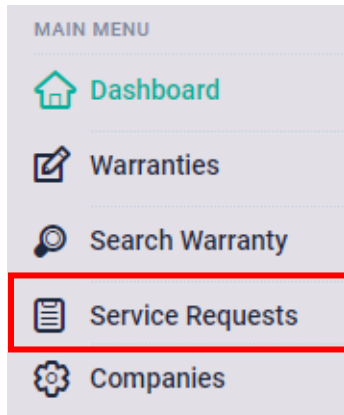 MAIN MENU
Dashboard
Warranties
Search Warranty
Service Requests
Companies